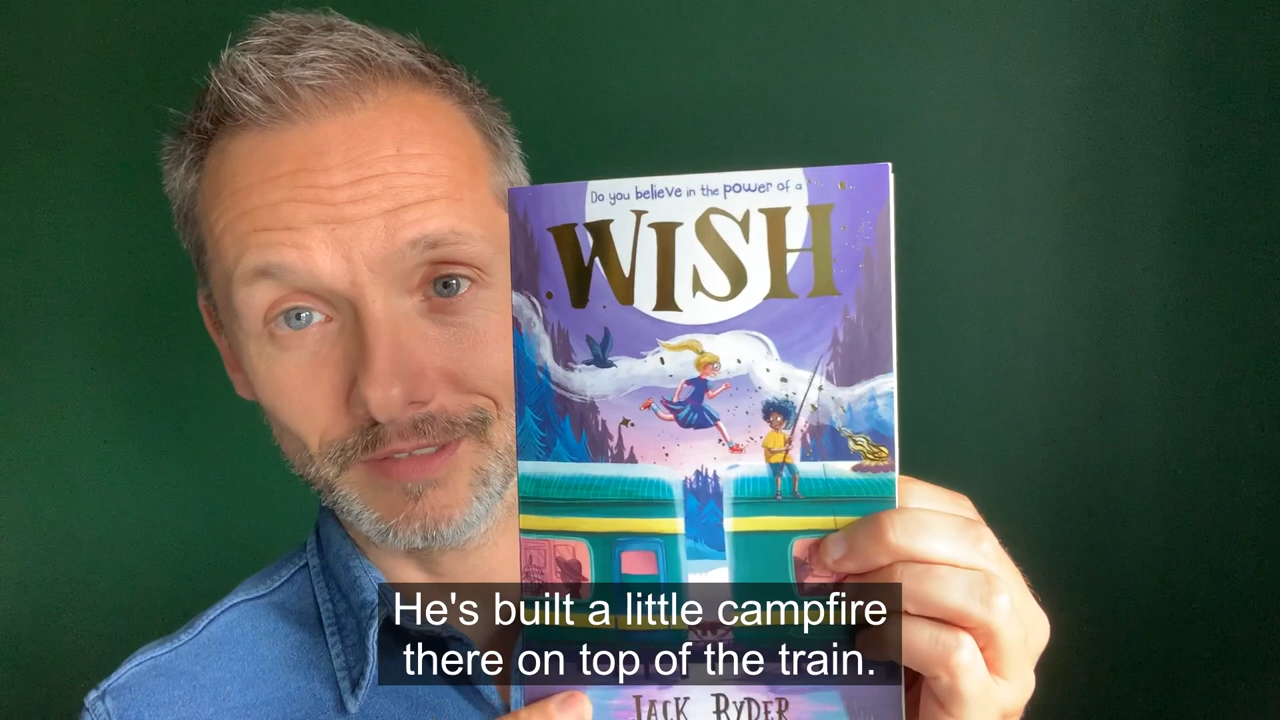 Do you believe in the power of a
WISH
He's built a little campfire
there on top of the train.
JACK RYDER